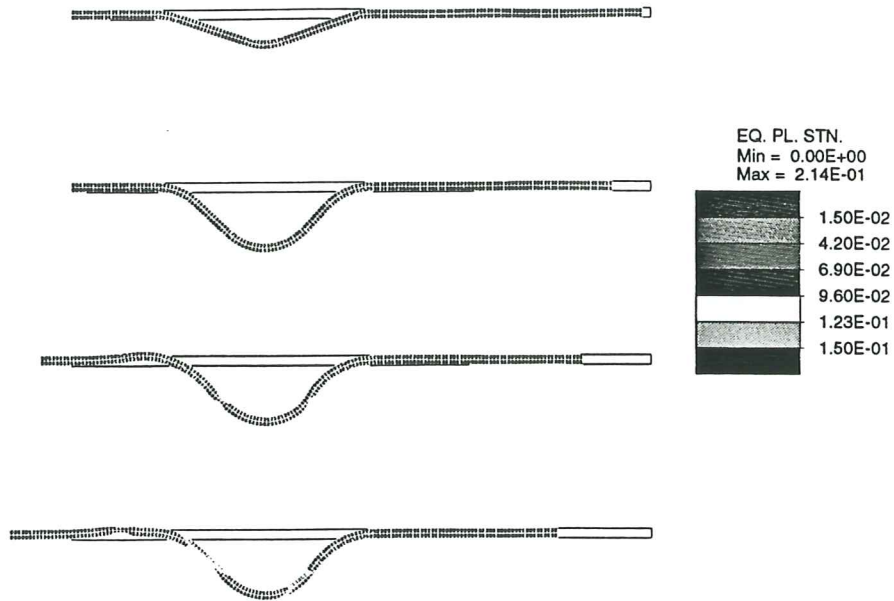 EQ. PL. STN.
Min = 0.00E+00
Max = 2.14E-01
1.50E-02
4.20E-02
6.90E-02
9.60E-02
1.23E-01
1.50E-01